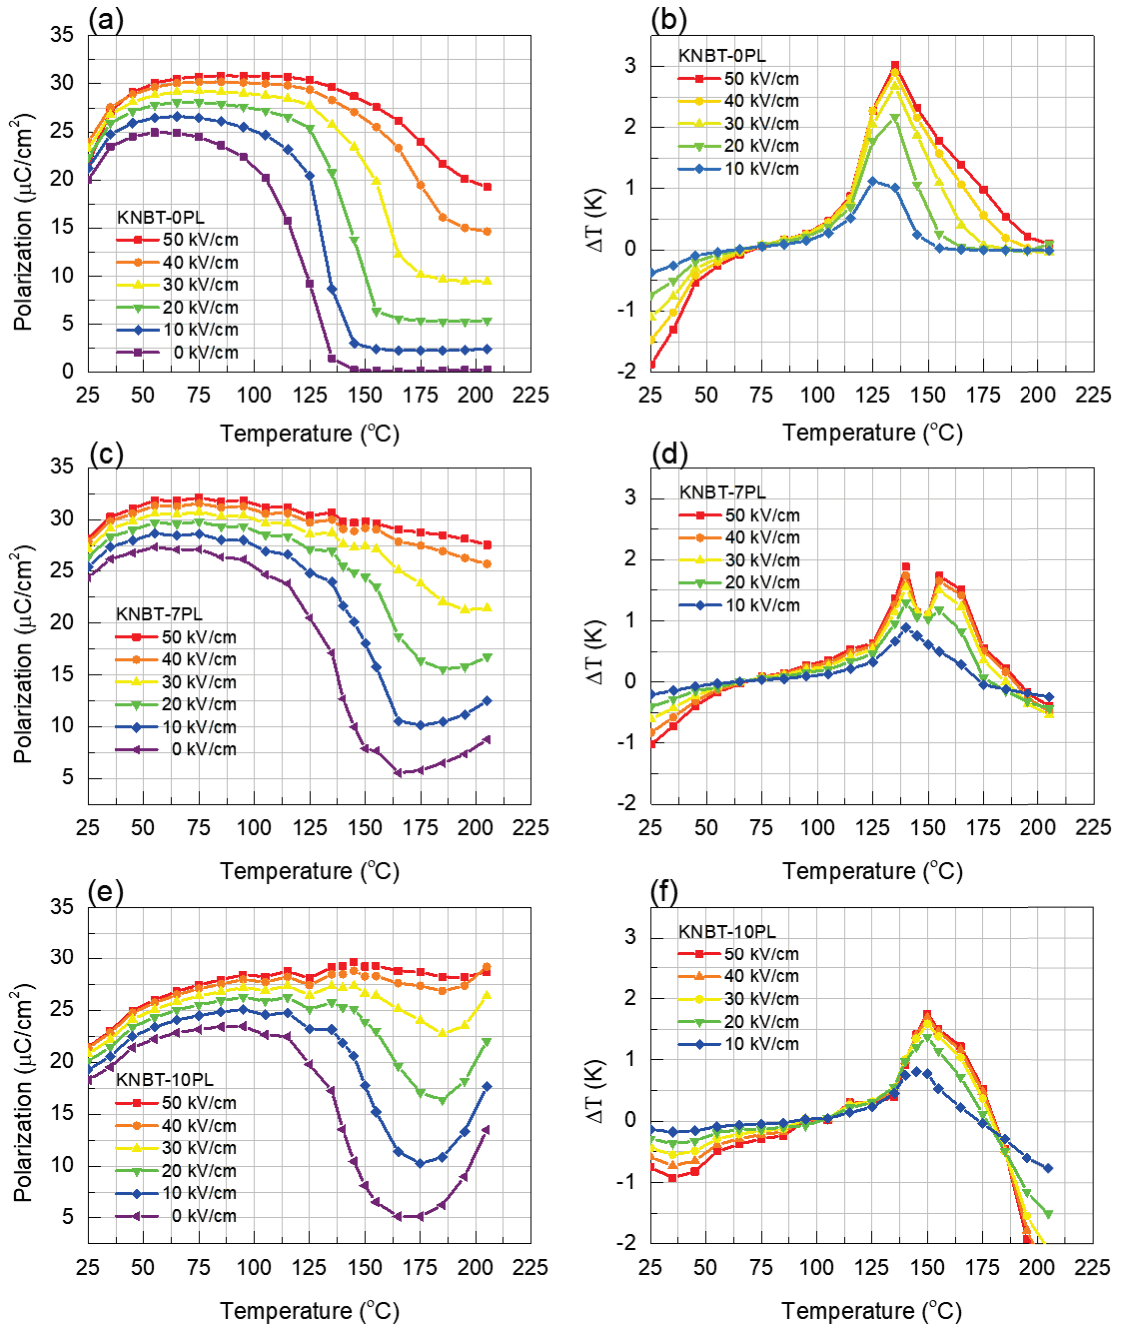 (a)
35
30
25
20
15
10
5
0
Polarization (μC/cm²)
KNBT-0PL
50 kV/cm
40 kV/cm
30 kV/cm
20 kV/cm
10 kV/cm
0 kV/cm
25 50 75 100 125 150 175 200 225
Temperature (°C)
(b)
3
2
1
0
-1
-2
ΔT (K)
KNBT-0PL
50 kV/cm
40 kV/cm
30 kV/cm
20 kV/cm
10 kV/cm
25 50 75 100 125 150 175 200 225
Temperature (°C)
(c)
35
30
25
20
15
10
5
Polarization (μC/cm²)
KNBT-7PL
50 kV/cm
40 kV/cm
30 kV/cm
20 kV/cm
10 kV/cm
0 kV/cm
25 50 75 100 125 150 175 200 225
Temperature (°C)
(d)
3
2
1
0
-1
-2
ΔT (K)
KNBT-7PL
50 kV/cm
40 kV/cm
30 kV/cm
20 kV/cm
10 kV/cm
25 50 75 100 125 150 175 200 225
Temperature (°C)
(e)
35
30
25
20
15
10
5
Polarization (μC/cm²)
KNBT-10PL
50 kV/cm
40 kV/cm
30 kV/cm
20 kV/cm
10 kV/cm
0 kV/cm
25 50 75 100 125 150 175 200 225
Temperature (°C)
(f)
3
2
1
0
-1
-2
ΔT (K)
KNBT-10PL
50 kV/cm
40 kV/cm
30 kV/cm
20 kV/cm
10 kV/cm
25 50 75 100 125 150 175 200 225
Temperature (°C)